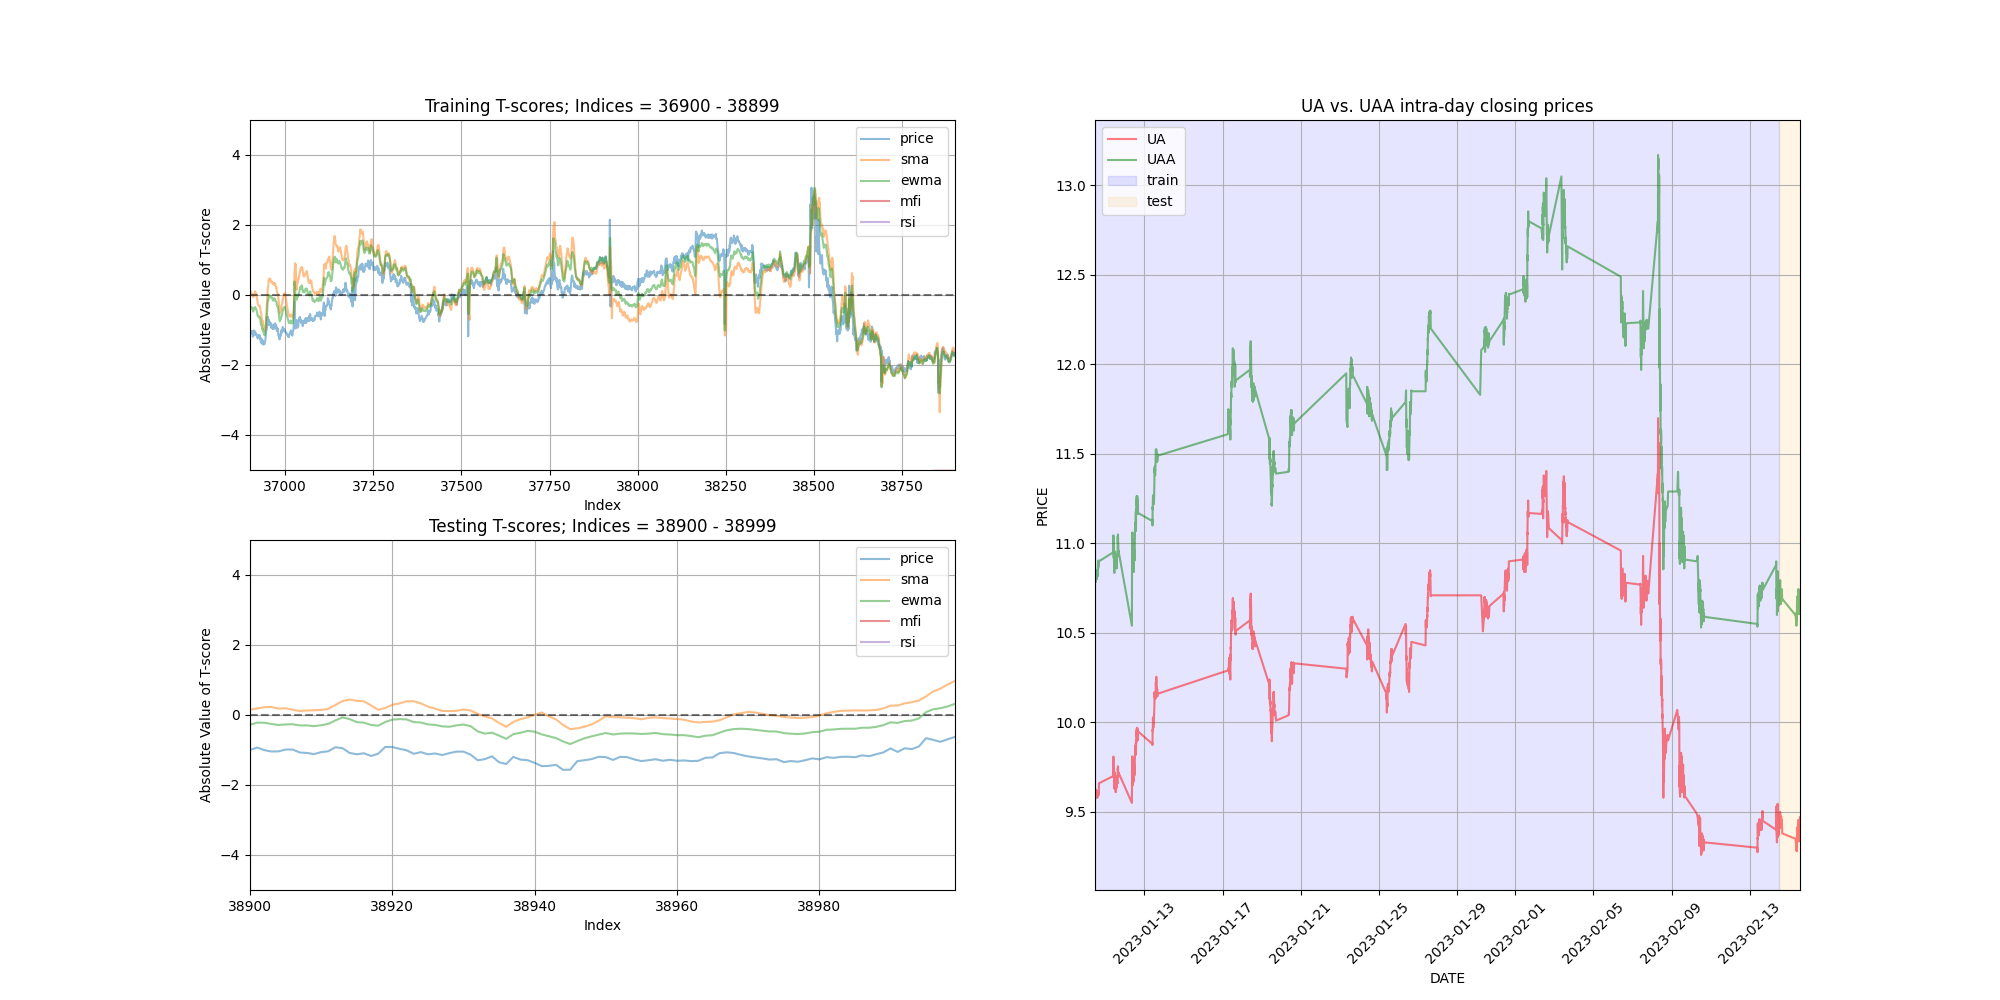 Training T-scores; Indices = 36900 - 38899
Absolute Value of T-score
4
2
0
−2
−4
price
sma
ewma
mfi
rsi
37000 37250 37500 37750 38000 38250 38500 38750
Index
Testing T-scores; Indices = 38900 - 38999
Absolute Value of T-score
4
2
0
−2
−4
price
sma
ewma
mfi
rsi
38900 38920 38940 38960 38980
Index
UA vs. UAA intra-day closing prices
PRICE
13.0
12.5
12.0
11.5
11.0
10.5
10.0
9.5
UA
UAA
train
test
2023-01-13 2023-01-17 2023-01-21 2023-01-25 2023-01-29 2023-02-01 2023-02-05 2023-02-09 2023-02-13
DATE